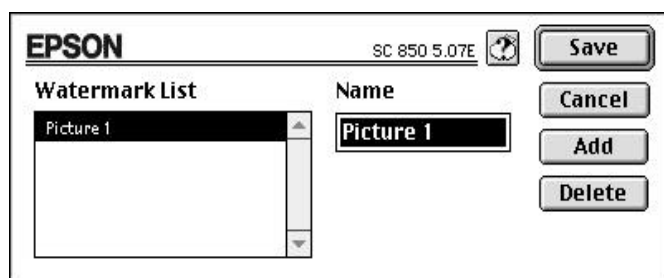 EPSON
SC 850 5.07E
Save
Watermark List
Name
Cancel
Picture 1
Picture 1
Add
Delete